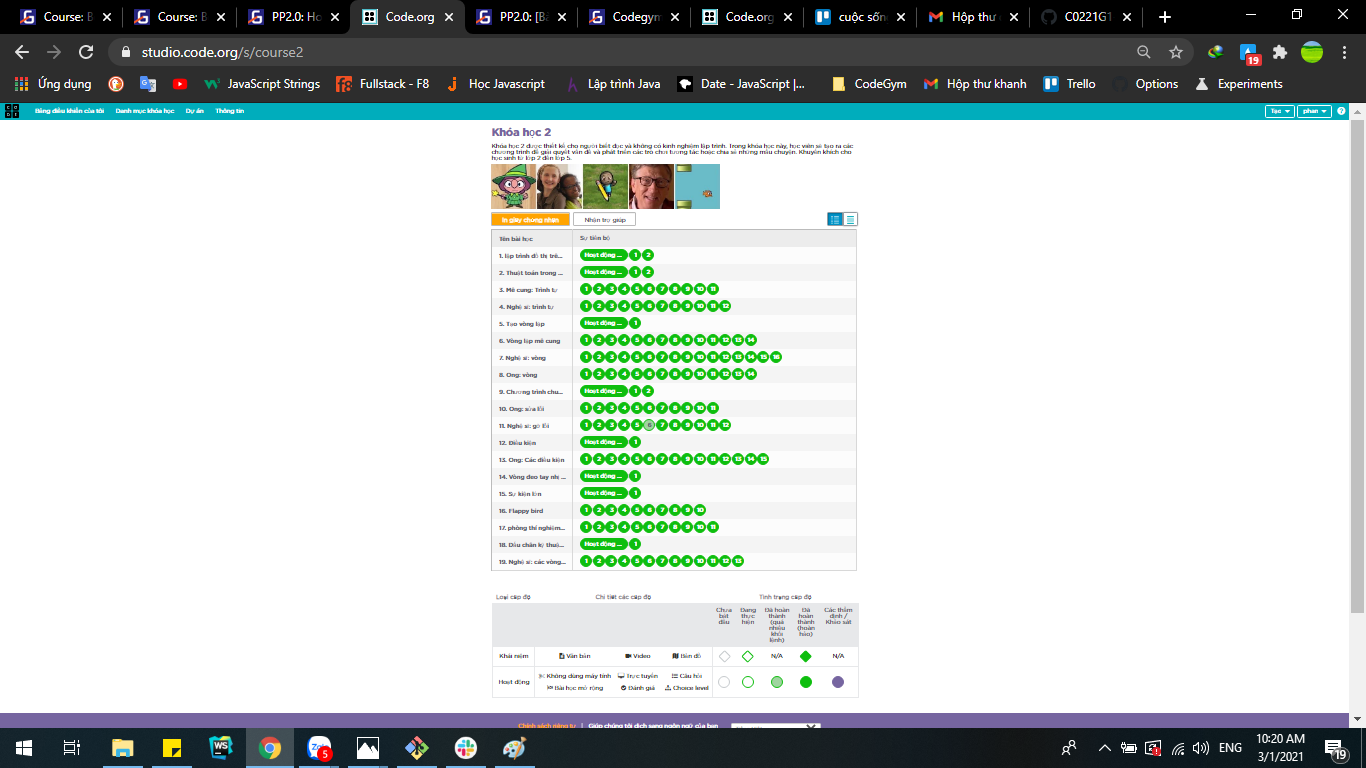 Course: B
Course: B
PP2.0: Ho
Code.org
PP2.0: [Bà
Codegym
Code.org
cuộc sống
Hộp thư
C0221G1
studio.code.org/s/course2
19
Ứng dụng
JavaScript Strings
Fullstack - F8
Học Javascript
Lập trình Java
Date - JavaScript |...
CodeGym
Hộp thư khanh
Trello
Options
Experiments
Bảng điều khiển của tôi Danh mục khóa học Dự án Thông tin
Tạo
phan
Khóa học 2
Khóa học 2 được thiết kế cho người biết đọc và không có kinh nghiệm lập trình. Trong khóa học này, học viên sẽ tạo ra các
chương trình để giải quyết vấn đề và phát triển các trò chơi tương tác hoặc chia sẻ những mẩu chuyện. Khuyến khích cho
học sinh từ lớp 2 đến lớp 5.
In giấy chứng nhận
Nhận trợ giúp
Tên bài học Sự tiến bộ
1. lập trình đồ thị trê... Hoạt động ... 1 2
2. Thuật toán trong ... Hoạt động ... 1 2
3. Mê cung: Trình tự 1 2 3 4 5 6 7 8 9 10 11
4. Nghệ sĩ: trình tự 1 2 3 4 5 6 7 8 9 10 11 12
5. Tạo vòng lặp Hoạt động ... 1
6. Vòng lặp mê cung 1 2 3 4 5 6 7 8 9 10 11 12 13 14
7. Nghệ sĩ: vòng 1 2 3 4 5 6 7 8 9 10 11 12 13 14 15 16
8. Ong: vòng 1 2 3 4 5 6 7 8 9 10 11 12 13 14
9. Chương trình chu... Hoạt động ... 1 2
10. Ong: sửa lỗi 1 2 3 4 5 6 7 8 9 10 11
11. Nghệ sĩ: gỡ lỗi 1 2 3 4 5 6 7 8 9 10 11 12
12. Điều kiện Hoạt động ... 1
13. Ong: Các điều kiện 1 2 3 4 5 6 7 8 9 10 11 12 13 14 15
14. Vòng đeo tay nhị ... Hoạt động ... 1
15. Sự kiện lớn Hoạt động ... 1
16. Flappy bird 1 2 3 4 5 6 7 8 9 10
17. phòng thí nghiệm... 1 2 3 4 5 6 7 8 9 10 11
18. Dấu chân kỹ thuậ... Hoạt động ... 1
19. Nghệ sĩ: các vòng... 1 2 3 4 5 6 7 8 9 10 11 12 13
Loại cấp độ Chi tiết các cấp độ Tình trạng cấp độ
Chưa bắt đầu
Đang thực hiện
Đã hoàn thành (quá nhiều khối lệnh)
Đã hoàn thành (hoàn hảo)
Các thẩm định / Khảo sát
Khái niệm Văn bản Video Bản đồ N/A N/A
Hoạt động Không dùng máy tính Trực tuyến Câu hỏi
Bài học mở rộng Đánh giá Choice level
Chính sách riêng tư | Giúp chúng tôi dịch sang ngôn ngữ của bạn
5
ENG
10:20 AM
3/1/2021
19